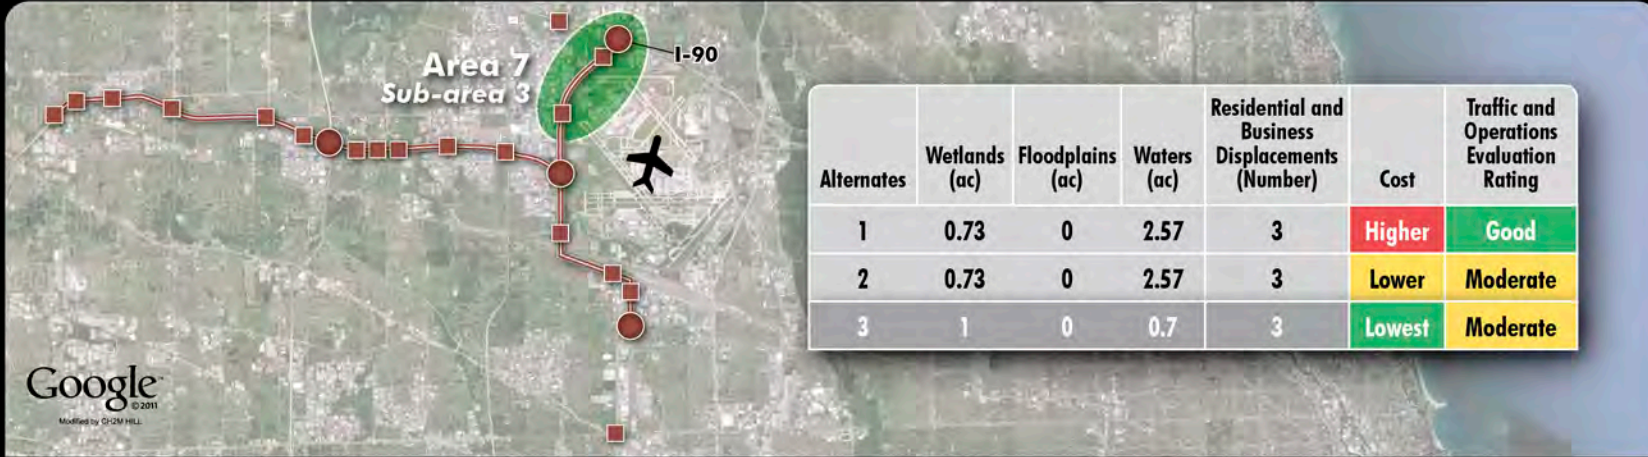 Area 7
Sub-area 3
I-90
Alternates
Wetlands
(ac)
Floodplains
(ac)
Waters
(ac)
Residential and
Business
Displacements
(Number)
Cost
Traffic and
Operations
Evaluation
Rating
1 0.73 0 2.57 3 Higher Good
2 0.73 0 2.57 3 Lower Moderate
3 1 0 0.7 3 Lowest Moderate
Google
© 2011
Modified by CH2M HILL